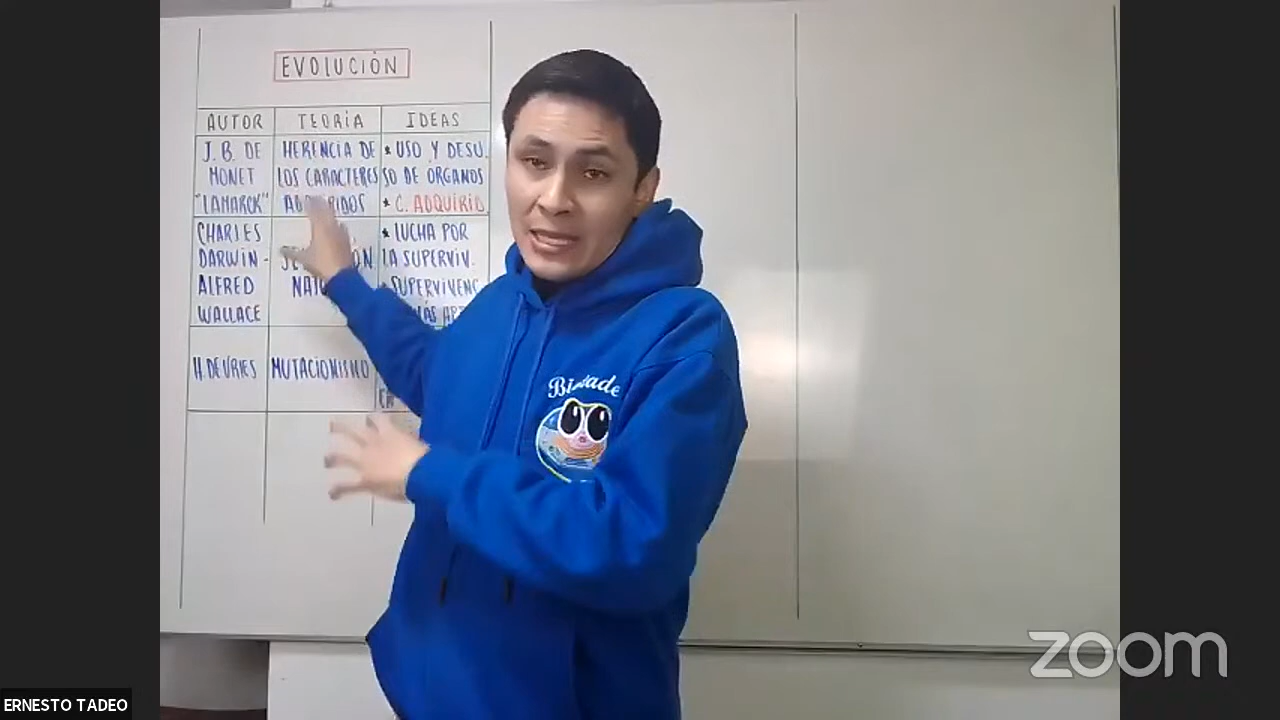 EVOLUCIÓN
AUTOR TEORÍA IDEAS
J. B. DE
MONET
"LAMARCK"
HERENCIA DE
LOS CARACTERES
* USO Y DESU.
SO DE ORGANOS
* C. ADQUIRID
CHARLES
DARWIN -
ALFRED
WALLACE
* LUCHA POR
LA SUPERVIV.
SUPERVIVENC
H. DEVRIES
MUTACIONISMO
zoom
ERNESTO TADEO